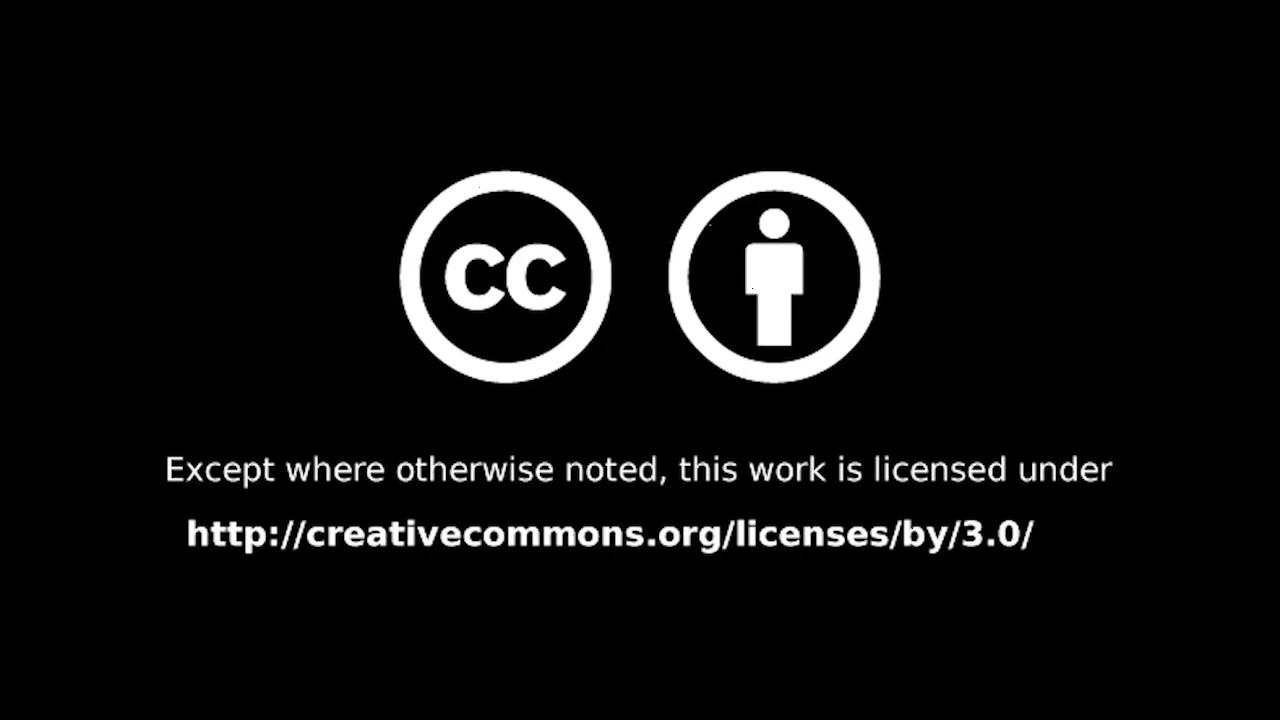 cc
Except where otherwise noted, this work is licensed under
http://creativecommons.org/licenses/by/3.0/